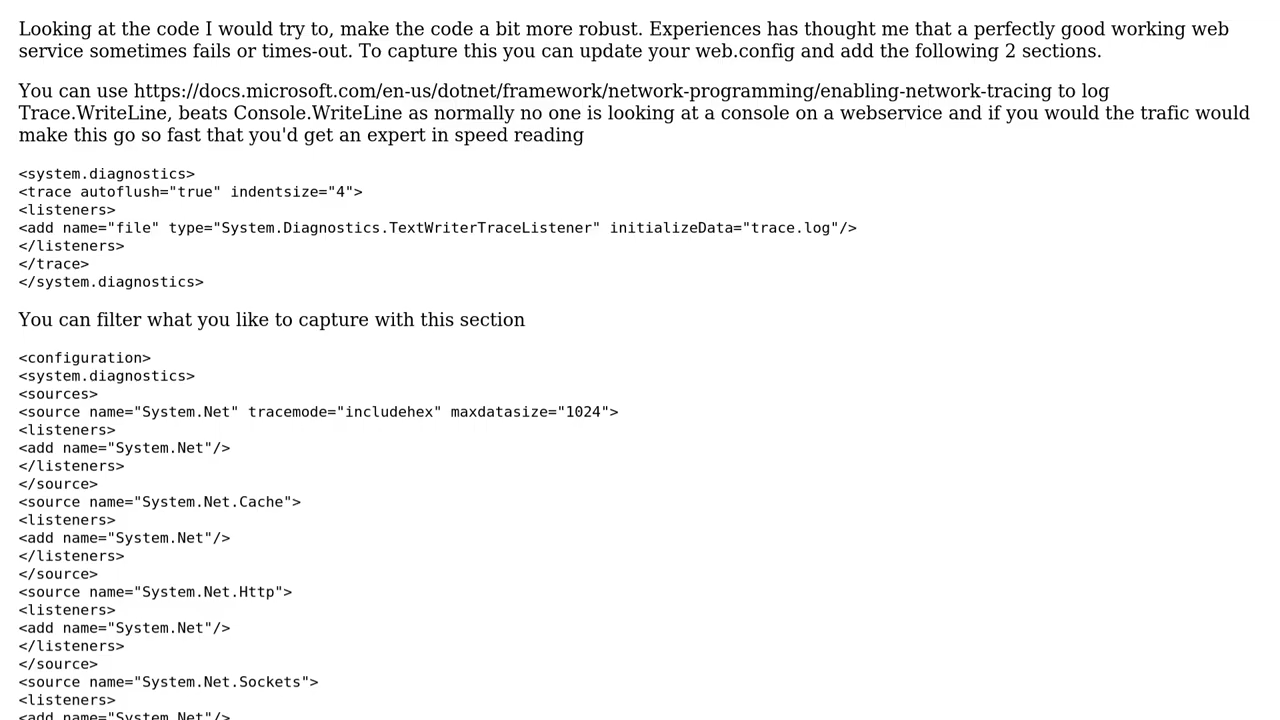 Looking at the code I would try to, make the code a bit more robust. Experiences has thought me that a perfectly good working web
service sometimes fails or times-out. To capture this you can update your web.config and add the following 2 sections.
You can use https://docs.microsoft.com/en-us/dotnet/framework/network-programming/enabling-network-tracing to log
Trace.WriteLine, beats Console.WriteLine as normally no one is looking at a console on a webservice and if you would the trafic would
make this go so fast that you'd get an expert in speed reading
<system.diagnostics>
<trace autoflush="true" indentsize="4">
<listeners>
<add name="file" type="System.Diagnostics.TextWriterTraceListener" initializeData="trace.log"/>
</listeners>
</trace>
</system.diagnostics>
You can filter what you like to capture with this section
<configuration>
<system.diagnostics>
<sources>
<source name="System.Net" tracemode="includehex" maxdatasize="1024">
<listeners>
<add name="System.Net"/>
</listeners>
</source>
<source name="System.Net.Cache">
<listeners>
<add name="System.Net"/>
</listeners>
</source>
<source name="System.Net.Http">
<listeners>
<add name="System.Net"/>
</listeners>
</source>
<source name="System.Net.Sockets">
<listeners>
<add name="System.Net"/>